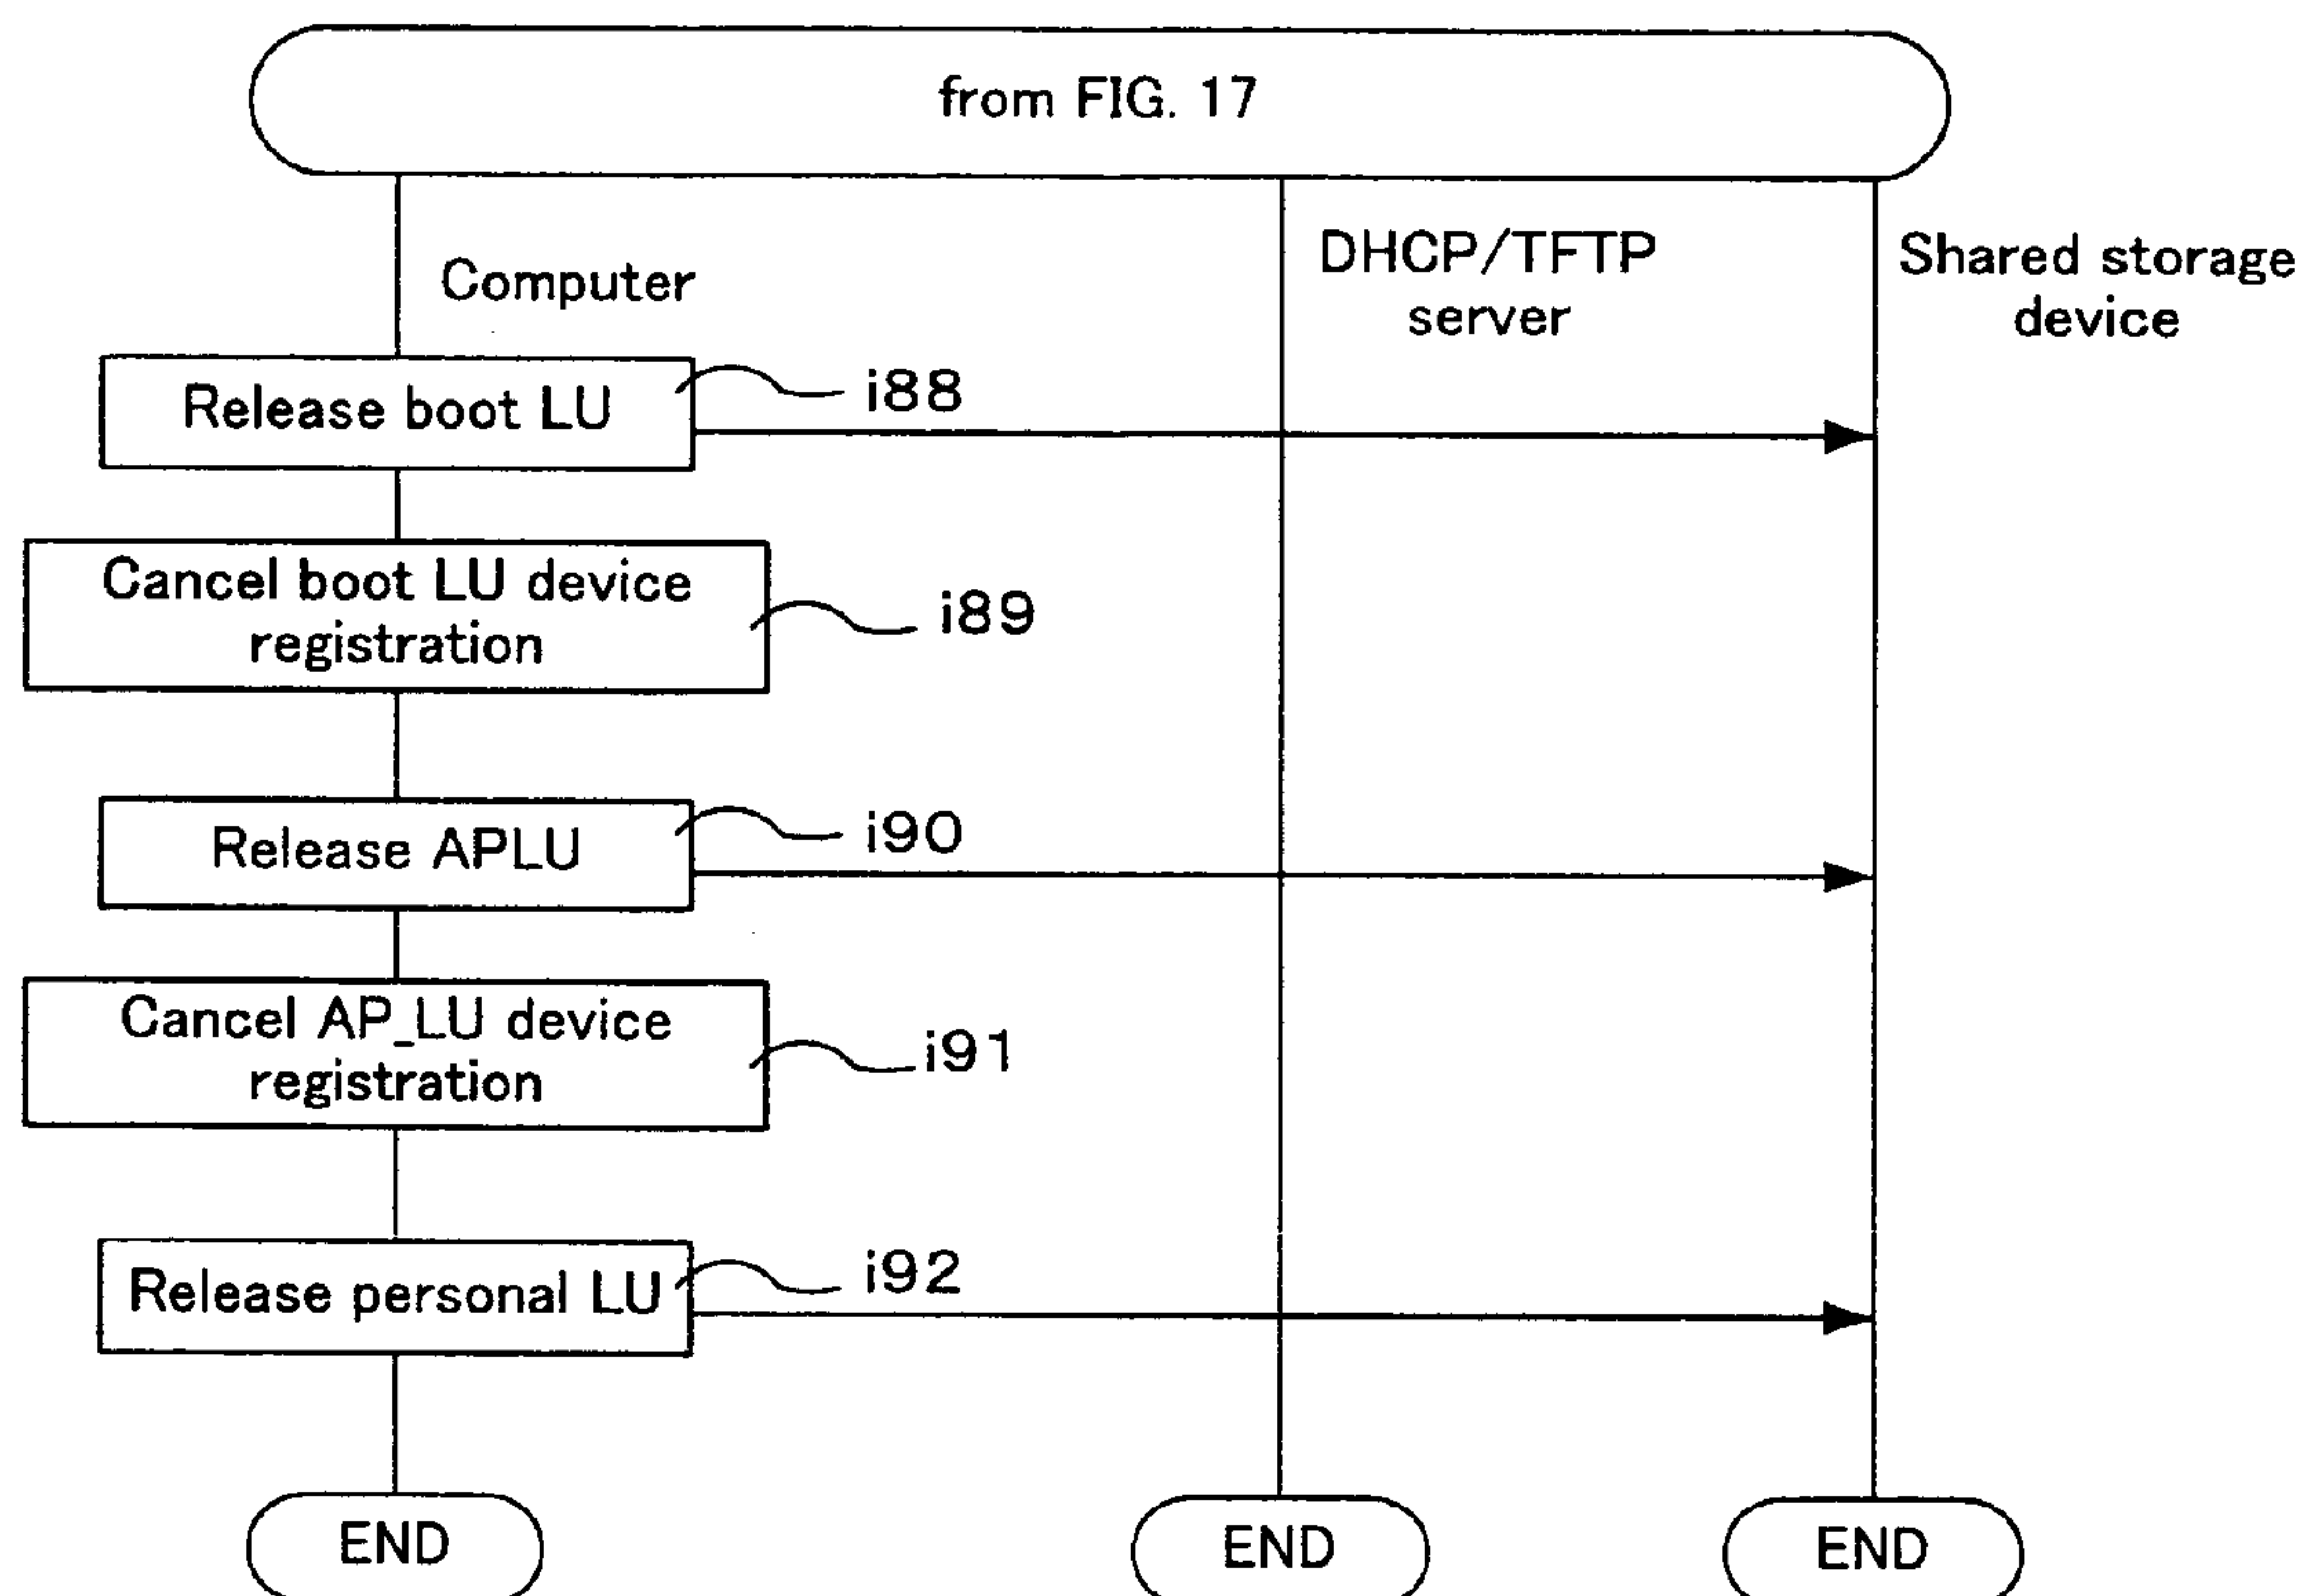 from FIG. 17
Computer
DHCP/TFTP
server
Shared storage
device
Release boot LU
i88
Cancel boot LU device
registration
i89
Release APLU
i90
Cancel AP_LU device
registration
i91
Release personal LU
i92
END
END
END